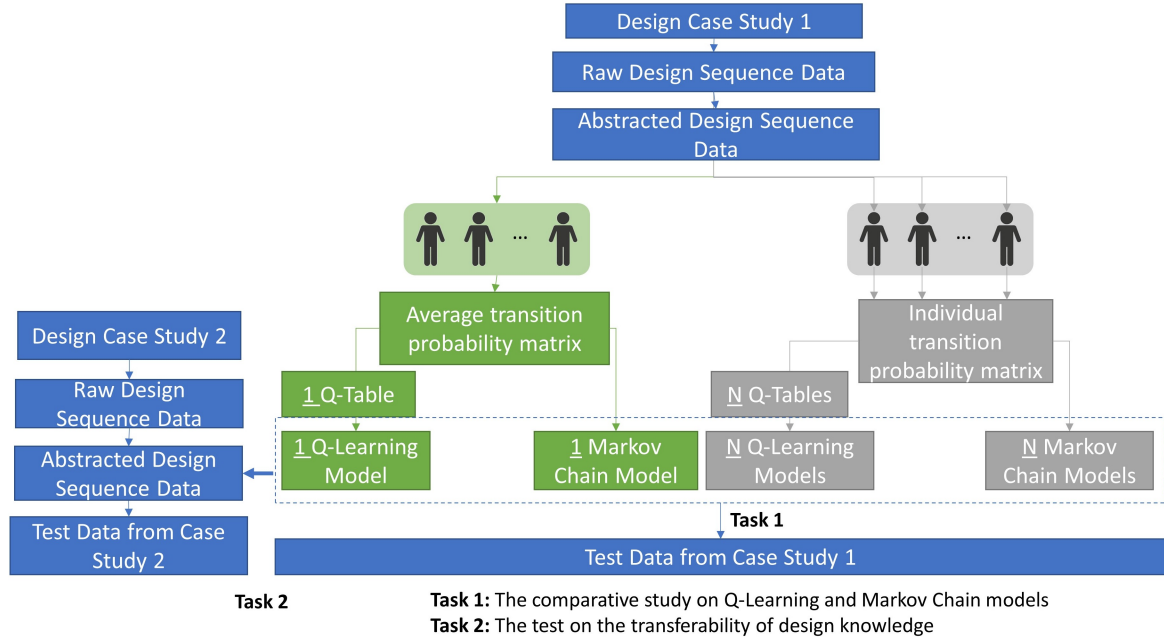 Design Case Study 1
Raw Design Sequence Data
Abstracted Design Sequence
Data
...
...
Average transition
probability matrix
Individual
transition
probability matrix
Design Case Study 2
Raw Design
Sequence Data
Abstracted Design
Sequence Data
Test Data from Case
Study 2
1 Q-Table
N Q-Tables
1 Q-Learning
Model
1 Markov
Chain Model
N Q-Learning
Models
N Markov
Chain Models
Task 1
Test Data from Case Study 1
Task 2
Task 1: The comparative study on Q-Learning and Markov Chain models
Task 2: The test on the transferability of design knowledge